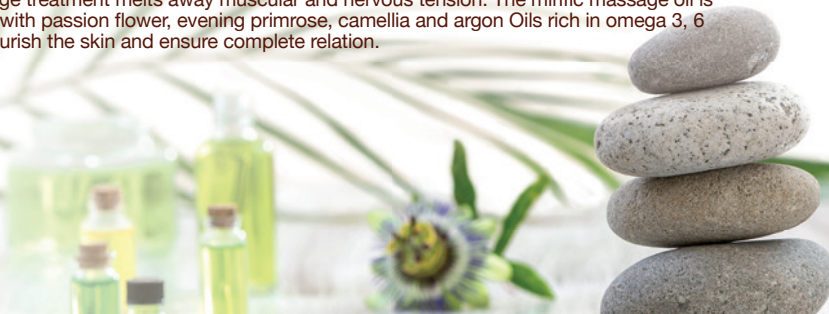 ge treatment melts away muscular and nervous tension. The mirific massage oil is
with passion flower, evening primrose, camellia and argon Oils rich in omega 3, 6
urish the skin and ensure complete relation.